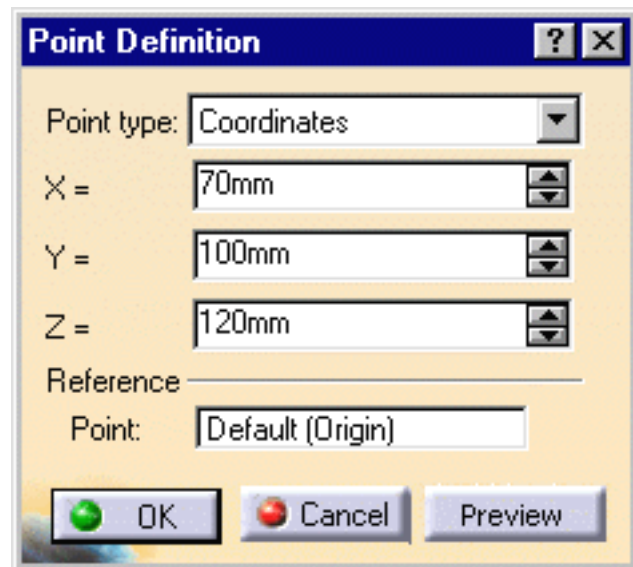 Point Definition ? X
Point type: Coordinates
X = 70mm
Y = 100mm
Z = 120mm
Reference
Point: Default (Origin)
OK Cancel Preview